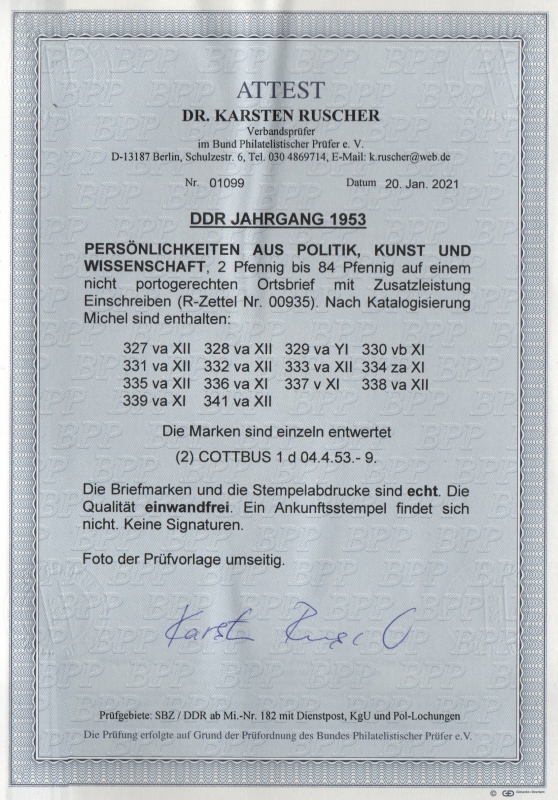 ATTEST
DR. KARSTEN RUSCHER
Verbandsprüfer
im Bund Philatelistischer Prüfer e. V.
D-13187 Berlin, Schulzestr. 6, Tel. 030 4869714, E-Mail: k.ruscher@web.de
Nr. 01099 Datum 20. Jan. 2021
DDR JAHRGANG 1953
PERSÖNLICHKEITEN AUS POLITIK, KUNST UND
WISSENSCHAFT, 2 Pfennig bis 84 Pfennig auf einem
nicht portogerechten Ortsbrief mit Zusatzleistung
Einschreiben (R-Zettel Nr. 00935). Nach Katalogisierung
Michel sind enthalten:
327 va XII 328 va XII 329 va YI 330 vb XI
331 va XII 332 va XII 333 va XII 334 za XI
335 va XII 336 va XI 337 v XI 338 va XII
339 va XI 341 va XII
Die Marken sind einzeln entwertet
(2) COTTBUS 1 d 04.4.53.- 9.
Die Briefmarken und die Stempelabdrucke sind echt. Die
Qualität einwandfrei. Ein Ankunftsstempel findet sich
nicht. Keine Signaturen.
Foto der Prüfvorlage umseitig.
Karsten Ruscher
Prüfgebiete: SBZ / DDR ab Mi.-Nr. 182 mit Dienstpost, KgU und Pol-Lochungen
Die Prüfung erfolgte auf Grund der Prüfordnung des Bundes Philatelistischer Prüfer e.V.